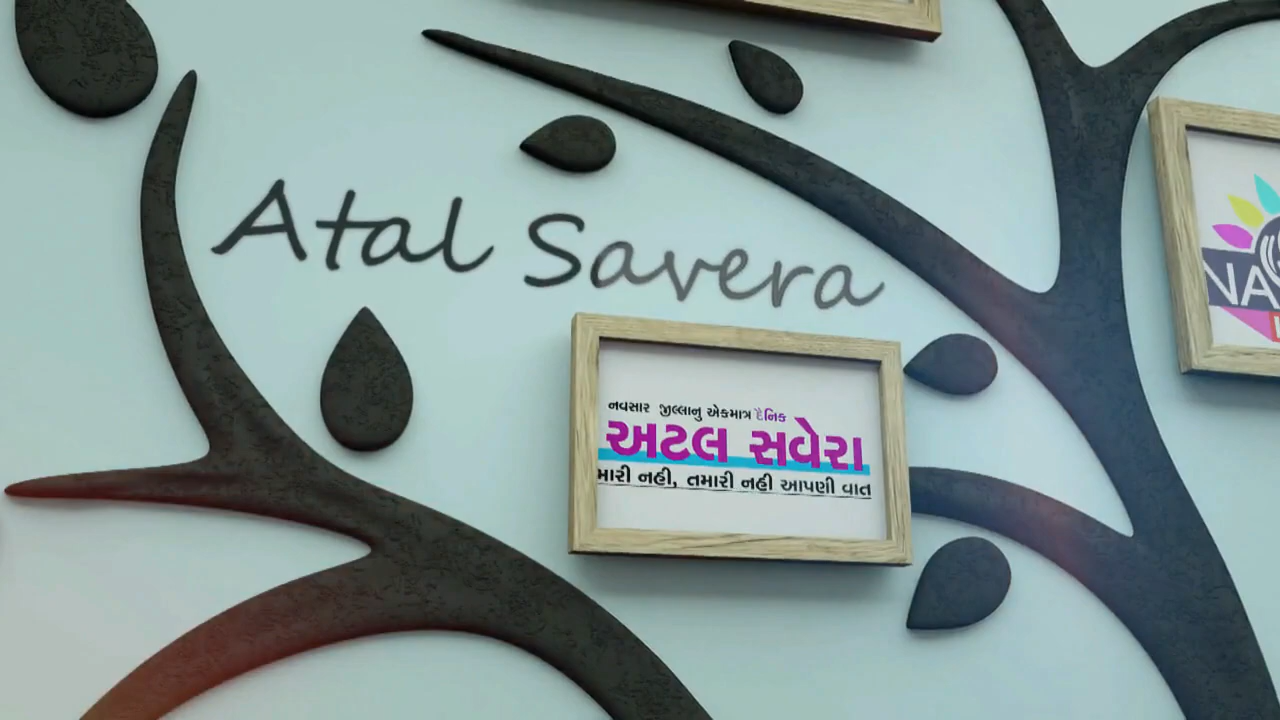 Atal Savera
નવસાર જીલ્લાનુ એકમાત્ર દૈનિક
અટલ સવેરા
મારી નહી, તમારી નહી આપણી વાત